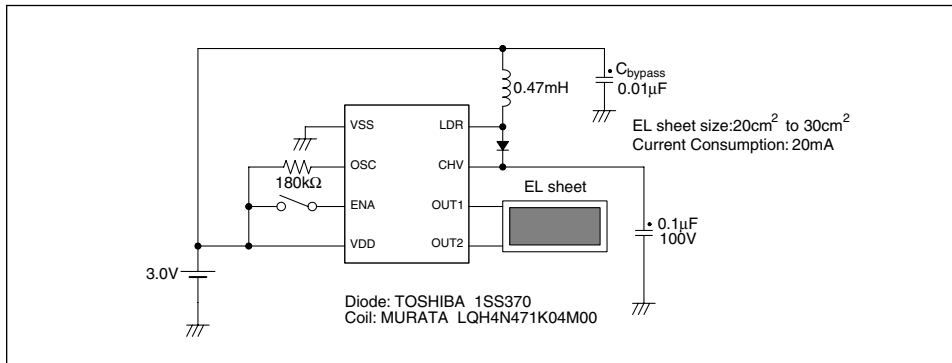 Cbypass
0.01µF
0.47mH
EL sheet size:20cm² to 30cm²
Current Consumption: 20mA
VSS
LDR
OSC
CHV
180kΩ
EL sheet
ENA
OUT1
0.1µF
100V
VDD
OUT2
3.0V
Diode: TOSHIBA 1SS370
Coil: MURATA LQH4N471K04M00